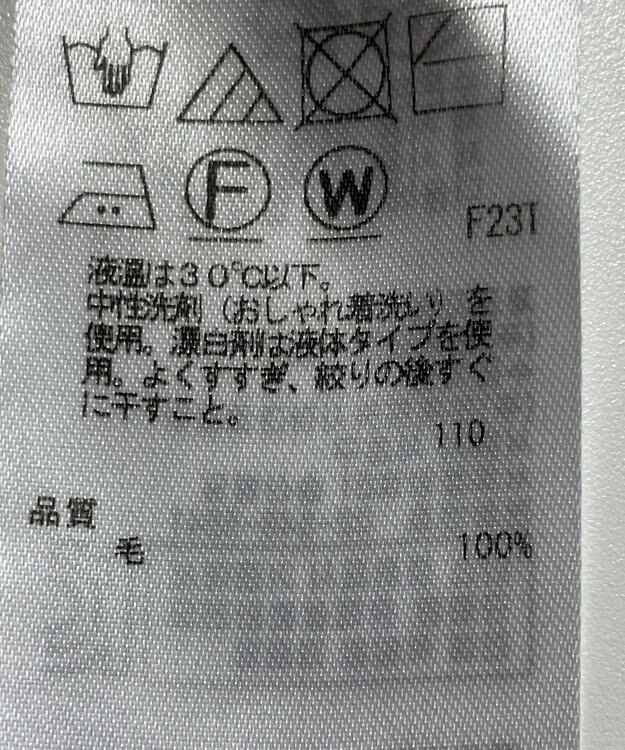 F W
F23T
液温は30℃以下。
中性洗剤(おしゃれ着洗い)を
使用。漂白剤は液体タイプを使
用。よくすすぎ、絞りの後すぐ
に干すこと。
110
品質
毛 100%